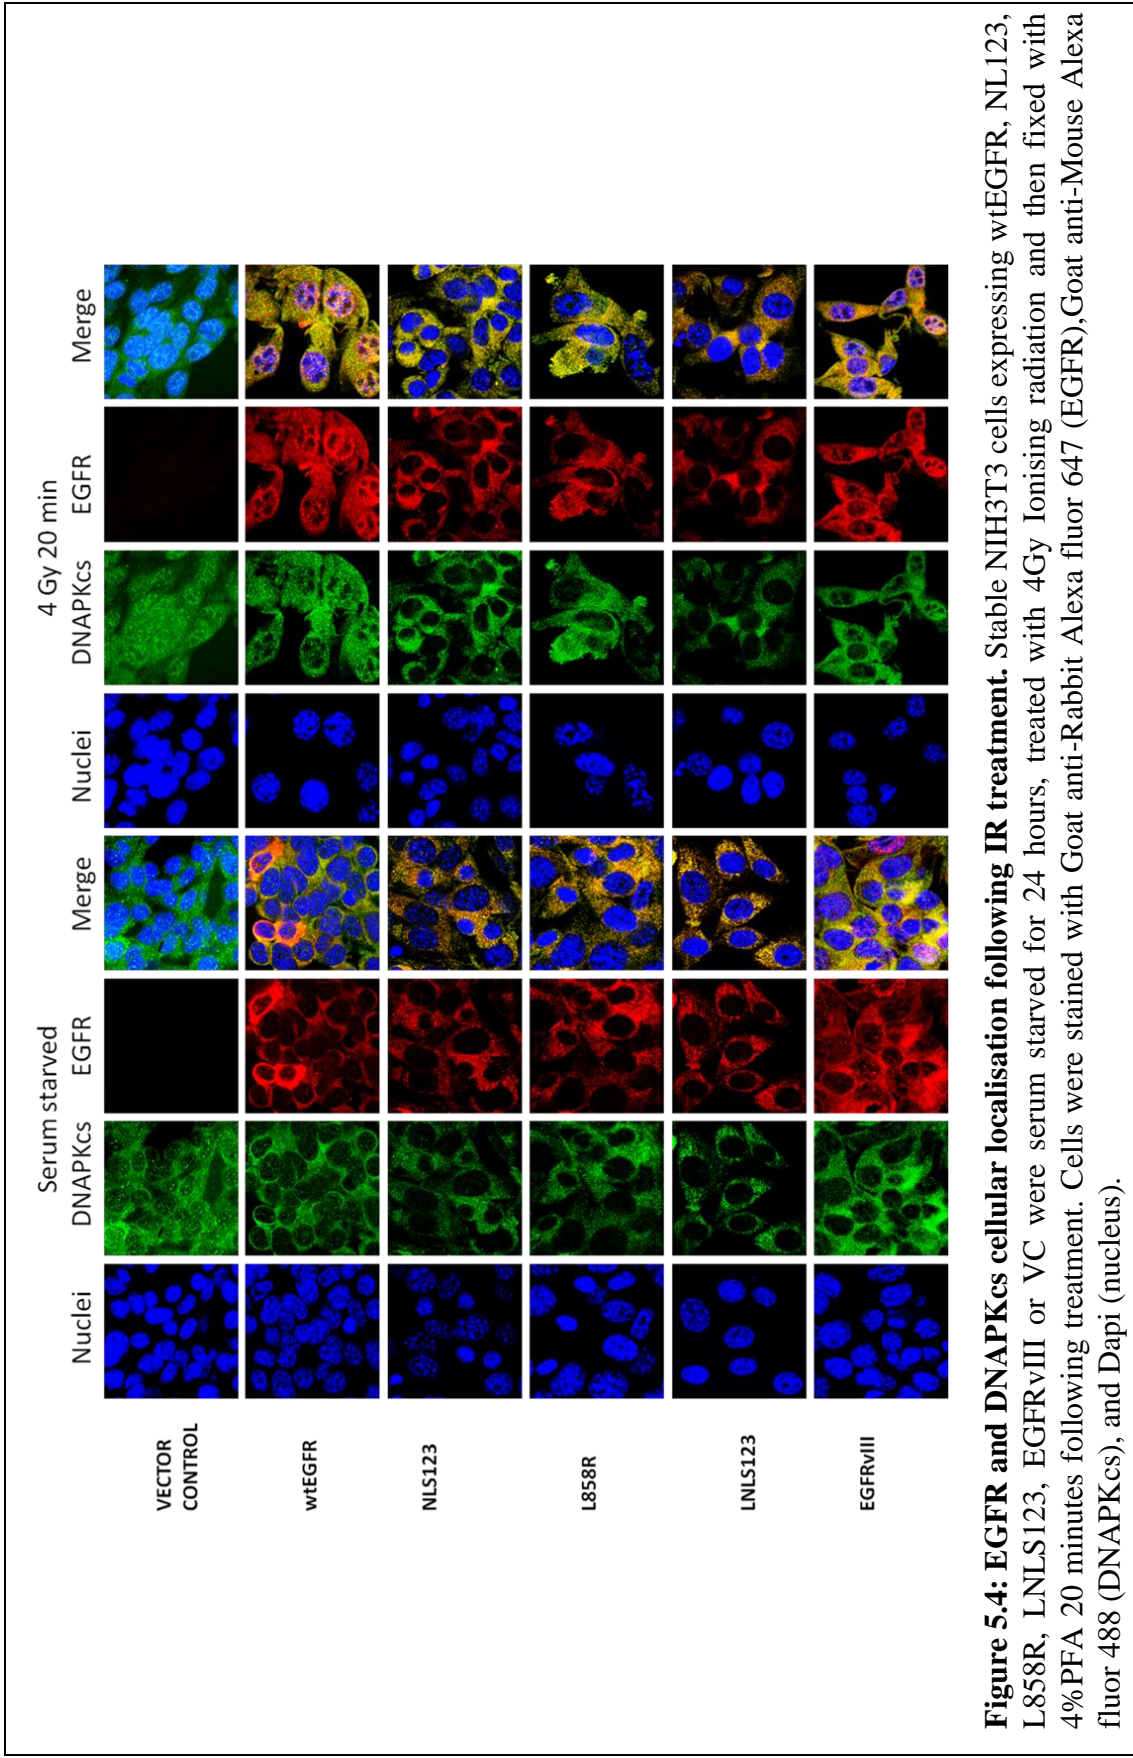 Serum starved
4 Gy 20 min
Nuclei DNAPKcs EGFR Merge Nuclei DNAPKcs EGFR Merge
VECTOR
CONTROL
wtEGFR
NLS123
L858R
LNLS123
EGFRvIII
Figure 5.4: EGFR and DNAPKcs cellular localisation following IR treatment. Stable NIH3T3 cells expressing wtEGFR, NL123,
L858R, LNLS123, EGFRvIII or VC were serum starved for 24 hours, treated with 4Gy Ionising radiation and then fixed with
4%PFA 20 minutes following treatment. Cells were stained with Goat anti-Rabbit Alexa fluor 647 (EGFR),Goat anti-Mouse Alexa
fluor 488 (DNAPKcs), and Dapi (nucleus).